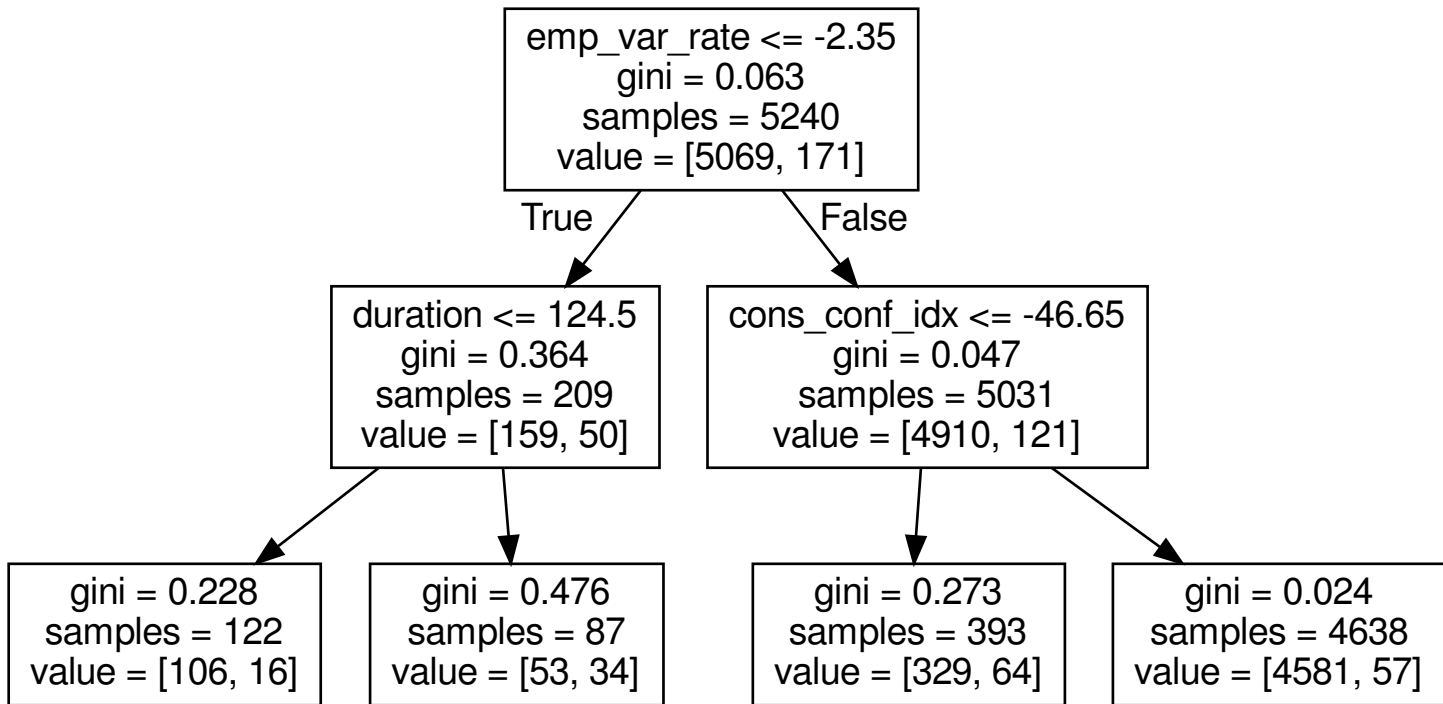 emp_var_rate <= -2.35
gini = 0.063
samples = 5240
value = [5069, 171]
True
False
duration <= 124.5
gini = 0.364
samples = 209
value = [159, 50]
cons_conf_idx <= -46.65
gini = 0.047
samples = 5031
value = [4910, 121]
gini = 0.228
samples = 122
value = [106, 16]
gini = 0.476
samples = 87
value = [53, 34]
gini = 0.273
samples = 393
value = [329, 64]
gini = 0.024
samples = 4638
value = [4581, 57]